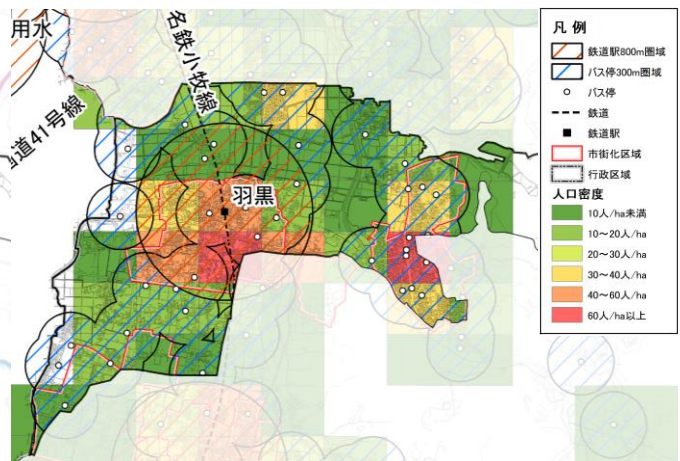 用水
名鉄小牧線
道41号線
羽黒
凡 例
鉄道駅800m圏域
バス停300m圏域
バス停
鉄道
鉄道駅
市街化区域
行政区域
人口密度
10人/ha未満
10～20人/ha
20～30人/ha
30～40人/ha
40～60人/ha
60人/ha以上